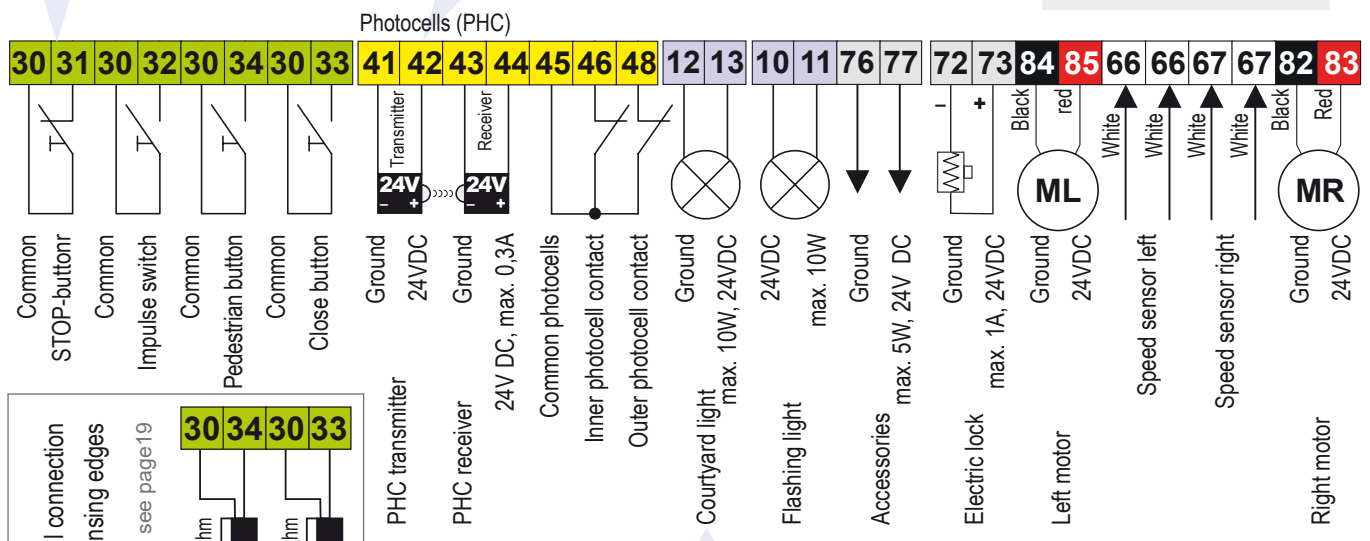 Photocells (PHC)
30 31 30 32 30 34 30 33 41 42 43 44 45 46 48 12 13 10 11 76 77 72 73 84 85 66 66 67 67 82 83
Transmitter
Receiver
– +
Black
red
White
White
White
White
Black
Red
24V
– +
24V
– +
ML
MR
Common
STOP-buttonr
Common
Impulse switch
Common
Pedestrian button
Common
Close button
Ground
24VDC
Ground
24V DC, max. 0,3A
Common photocells
Inner photocell contact
Outer photocell contact
Ground
max. 10W, 24VDC
24VDC
max. 10W
Ground
max. 5W, 24V DC
Ground
max. 1A, 24VDC
Ground
24VDC
Speed sensor left
Speed sensor right
Ground
24VDC
PHC transmitter
PHC receiver
Courtyard light
Flashing light
Accessories
Electric lock
Left motor
Right motor
connection
see page19
30 34 30 33